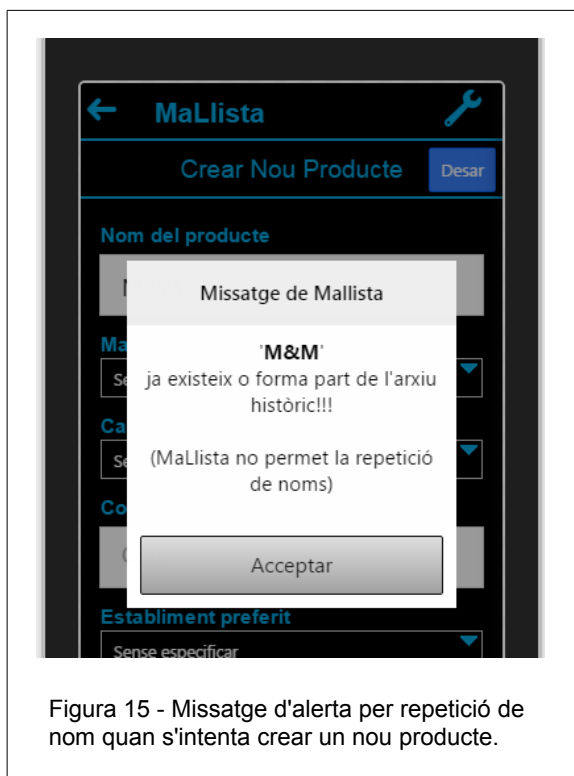 MaLlista
Crear Nou Producte
Desar
Nom del producte
Missatge de Mallista
'M&M'
ja existeix o forma part de l'arxiu
històric!!!
(MaLlista no permet la repetició
de noms)
Acceptar
Establiment preferit
Sense especificar
Figura 15 - Missatge d'alerta per repetició de
nom quan s'intenta crear un nou producte.